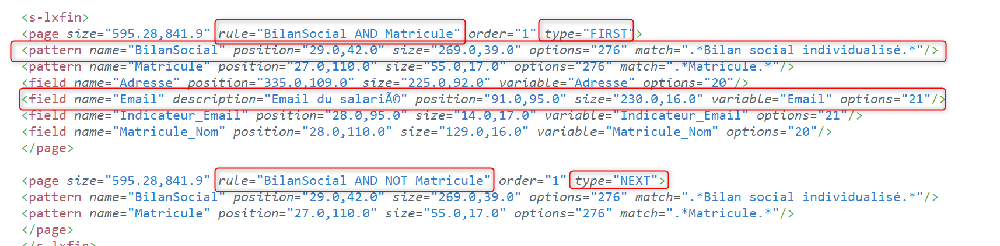 <s-lxfin>
<page size="595.28,841.9" rule="BilanSocial AND Matricule" order="1" type="FIRST">
<pattern name="BilanSocial" position="29.0,42.0" size="269.0,39.0" options="276" match=".*Bilan social individualisé.*"/>
<pattern name="Matricule" position="27.0,110.0" size="55.0,17.0" options="276" match=".*Matricule.*"/>
<field name="Adresse" position="335.0,109.0" size="225.0,92.0" variable="Adresse" options="20"/>
<field name="Email" description="Email du salariÃ©" position="91.0,95.0" size="230.0,16.0" variable="Email" options="21"/>
<field name="Indicateur_Email" position="28.0,95.0" size="14.0,17.0" variable="Indicateur_Email" options="21"/>
<field name="Matricule_Nom" position="28.0,110.0" size="129.0,16.0" variable="Matricule_Nom" options="20"/>
</page>
<page size="595.28,841.9" rule="BilanSocial AND NOT Matricule" order="1" type="NEXT">
<pattern name="BilanSocial" position="29.0,42.0" size="269.0,39.0" options="276" match=".*Bilan social individualisé.*"/>
<pattern name="Matricule" position="27.0,110.0" size="55.0,17.0" options="276" match=".*Matricule.*"/>
</page>
</s-lxfin>